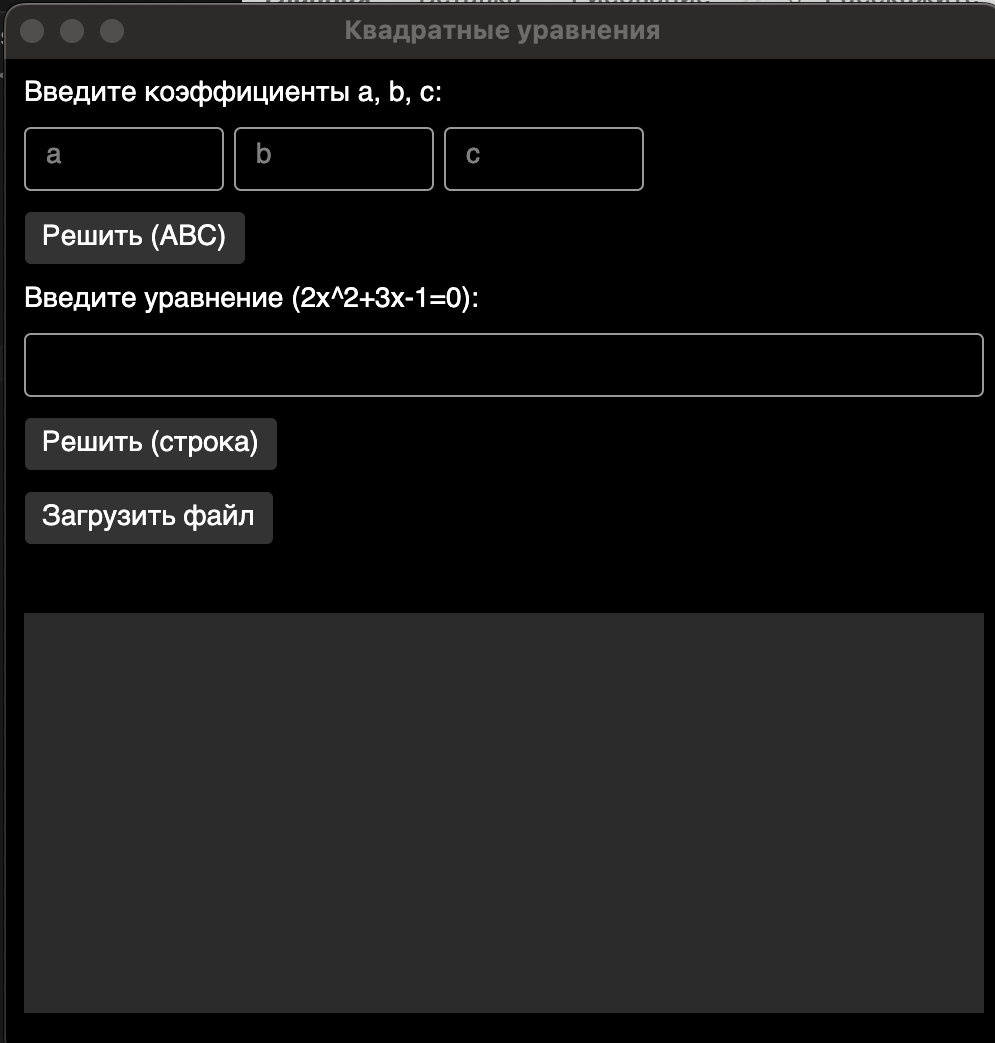 Квадратные уравнения
Введите коэффициенты a, b, c:
a b c
Решить (ABC)
Введите уравнение (2x^2+3x-1=0):
Решить (строка)
Загрузить файл